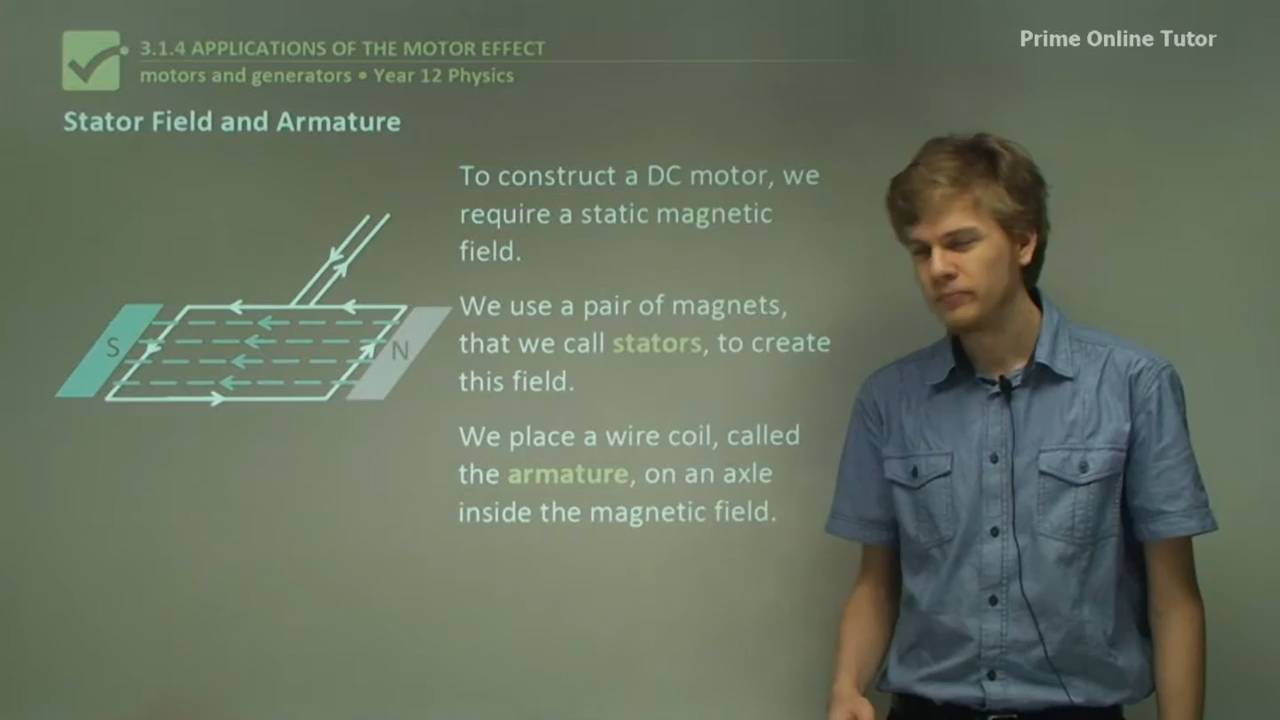 Prime Online Tutor
3.1.4 APPLICATIONS OF THE MOTOR EFFECT
motors and generators • Year 12 Physics
Stator Field and Armature
To construct a DC motor, we
require a static magnetic
field.
We use a pair of magnets,
that we call stators, to create
this field.
We place a wire coil, called
the armature, on an axle
inside the magnetic field.
S
N